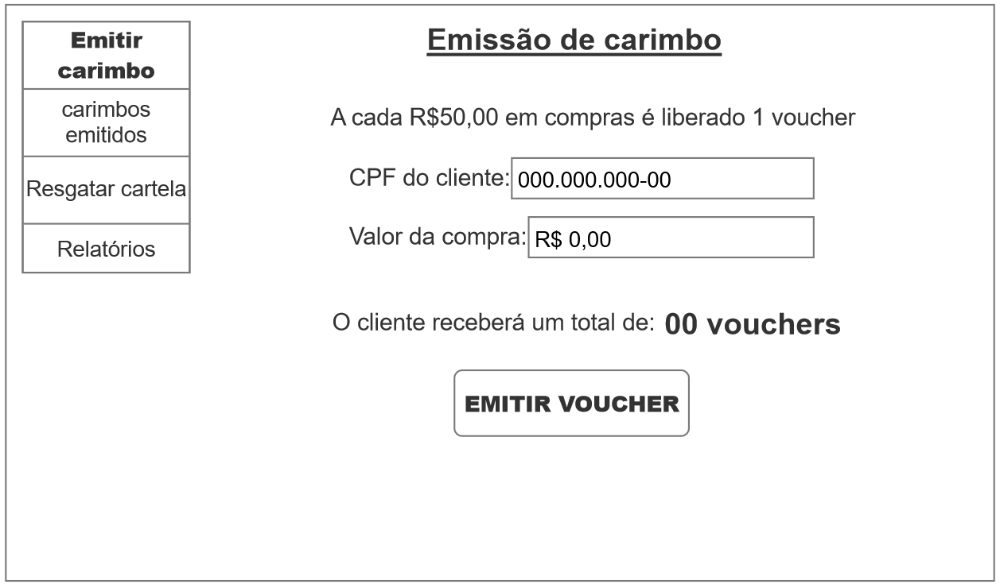 Emitir
carimbo
carimbos
emitidos
Resgatar cartela
Relatórios
Emissão de carimbo
A cada R$50,00 em compras é liberado 1 voucher
CPF do cliente: 000.000.000-00
Valor da compra: R$ 0,00
O cliente receberá um total de: 00 vouchers
EMITIR VOUCHER